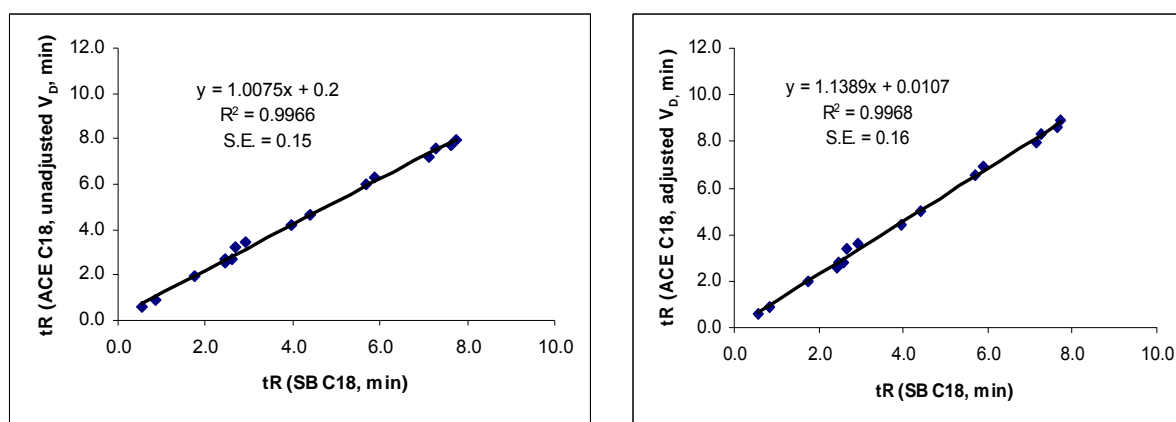 12.0
10.0
8.0
6.0
4.0
2.0
0.0
tR (ACE C18, unadjusted VD, min)
y = 1.0075x + 0.2
R² = 0.9966
S.E. = 0.15
0.0 2.0 4.0 6.0 8.0 10.0
tR (SB C18, min)
12.0
10.0
8.0
6.0
4.0
2.0
0.0
tR (ACE C18, adjusted VD, min)
y = 1.1389x + 0.0107
R² = 0.9968
S.E. = 0.16
0.0 2.0 4.0 6.0 8.0 10.0
tR (SB C18, min)